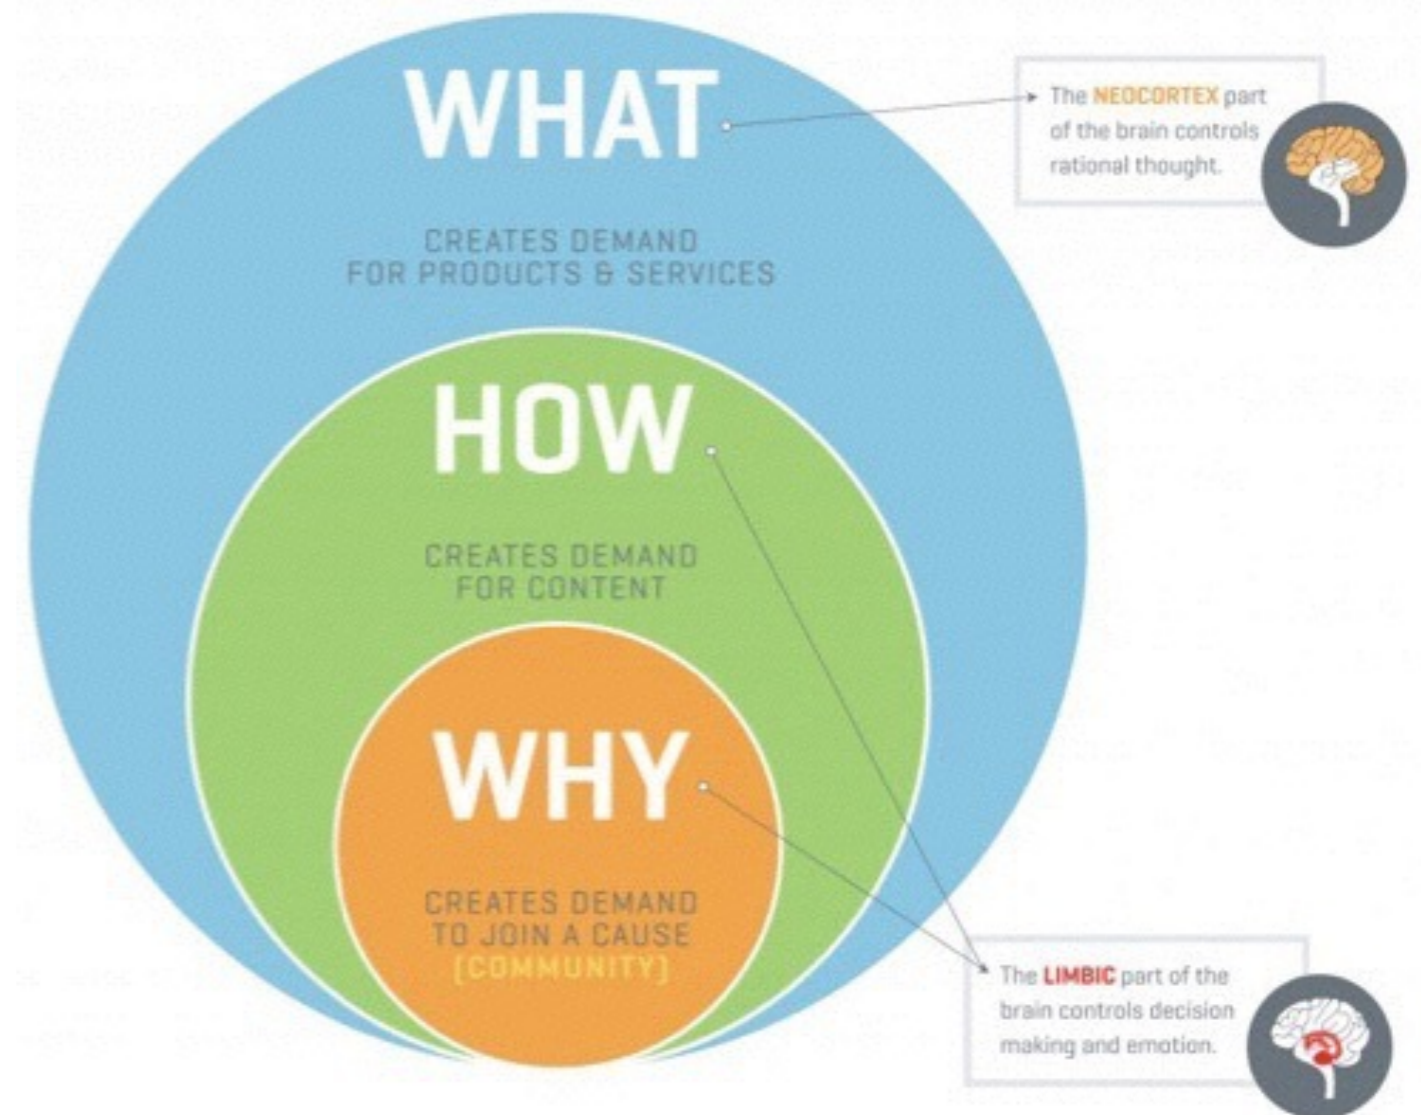 WHAT
CREATES DEMAND
FOR PRODUCTS & SERVICES
The NEOCORTEX part
of the brain controls
rational thought.
HOW
CREATES DEMAND
FOR CONTENT
WHY
CREATES DEMAND
TO JOIN A CAUSE
[COMMUNITY]
The LIMBIC part of the
brain controls decision
making and emotion.